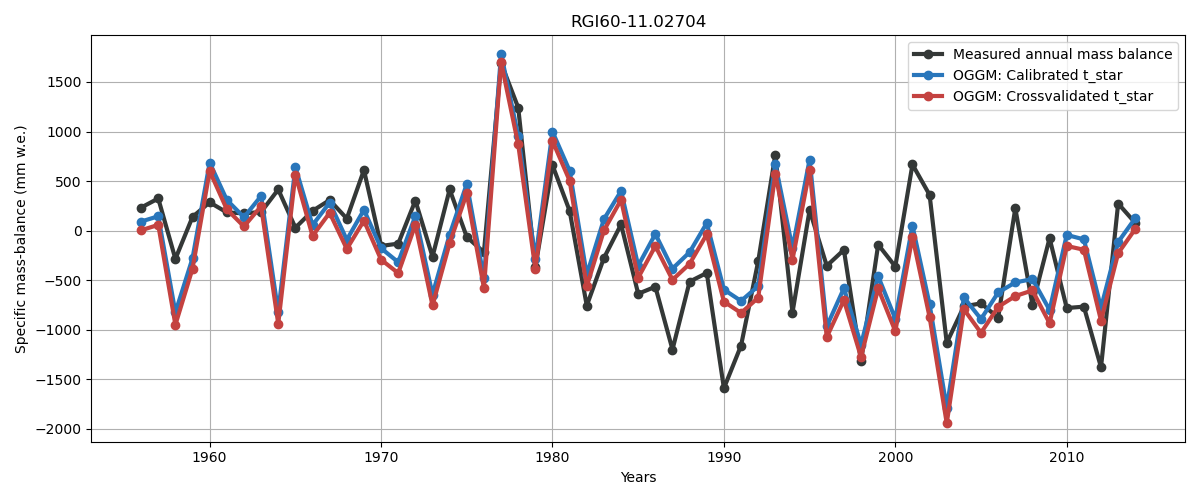 RGI60-11.02704
Measured annual mass balance
OGGM: Calibrated t_star
OGGM: Crossvalidated t_star
Specific mass-balance (mm w.e.)
1500
1000
500
0
−500
−1000
−1500
−2000
1960
1970
1980
1990
2000
2010
Years